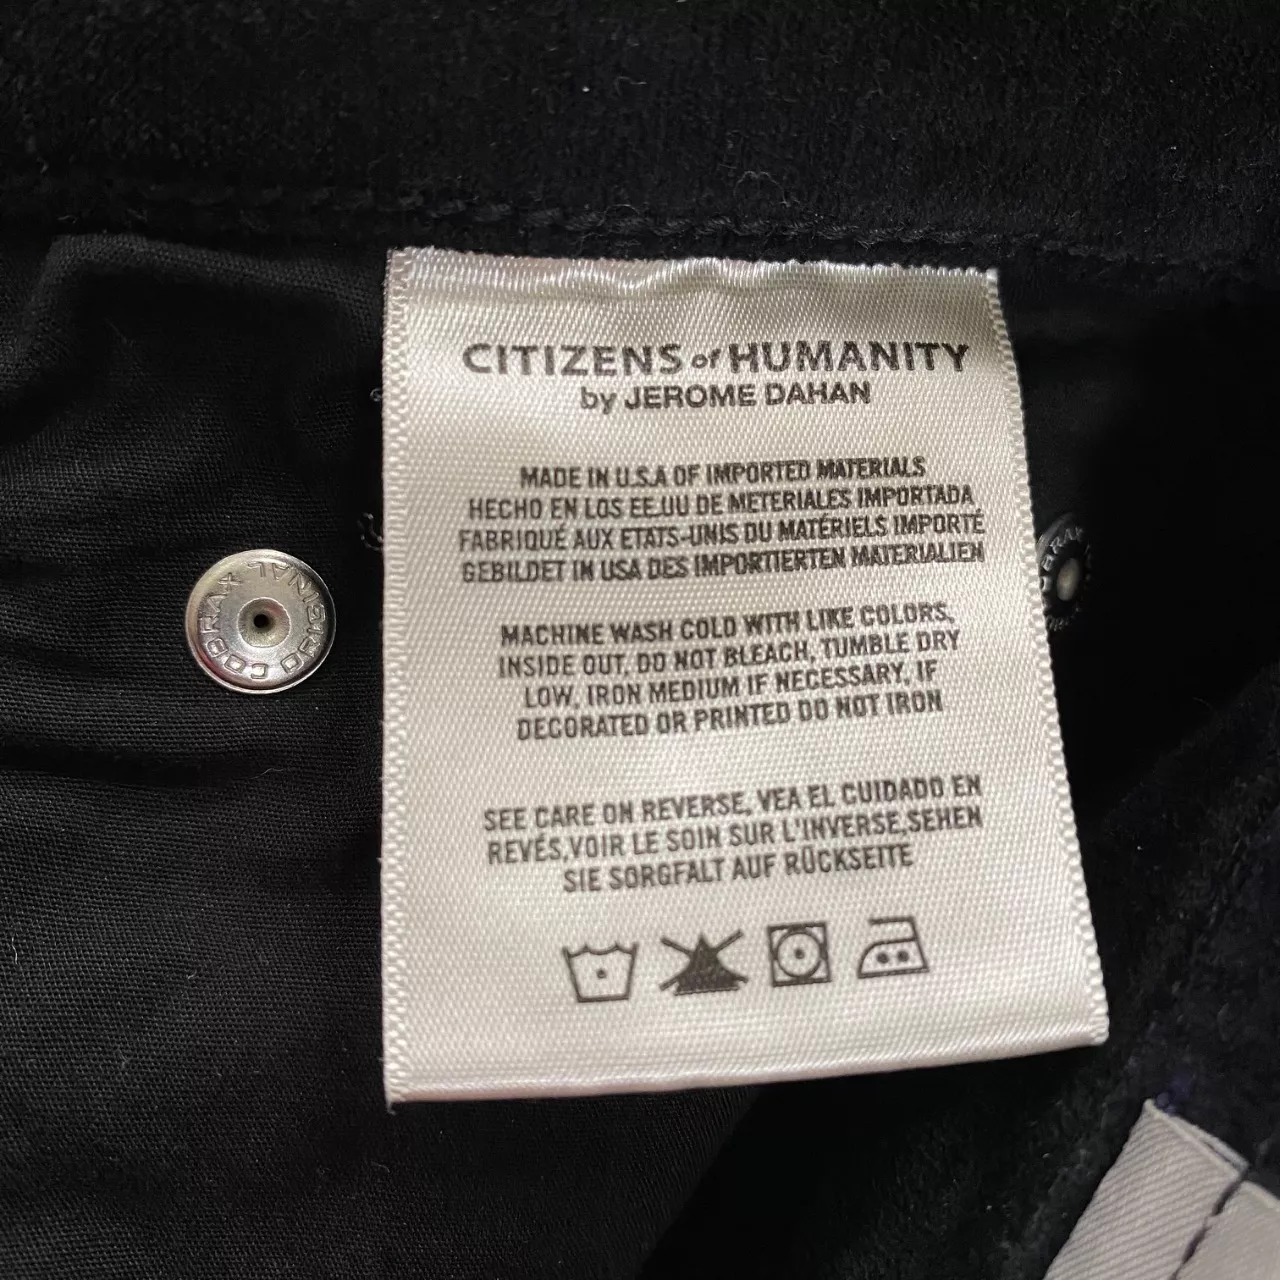 CITIZENS of HUMANITY
by JEROME DAHAN
MADE IN U.S.A OF IMPORTED MATERIALS
HECHO EN LOS EE.UU DE METERIALES IMPORTADA
FABRIQUÉ AUX ETATS-UNIS DU MATÉRIELS IMPORTÉ
GEBILDET IN USA DES IMPORTIERTEN MATERIALIEN
MACHINE WASH COLD WITH LIKE COLORS,
INSIDE OUT, DO NOT BLEACH, TUMBLE DRY
LOW, IRON MEDIUM IF NECESSARY, IF
DECORATED OR PRINTED DO NOT IRON
SEE CARE ON REVERSE, VEA EL CUIDADO EN
REVÉS,VOIR LE SOIN SUR L'INVERSE,SEHEN
SIE SORGFALT AUF RÜCKSEITE
COBRAX ORIGINAL